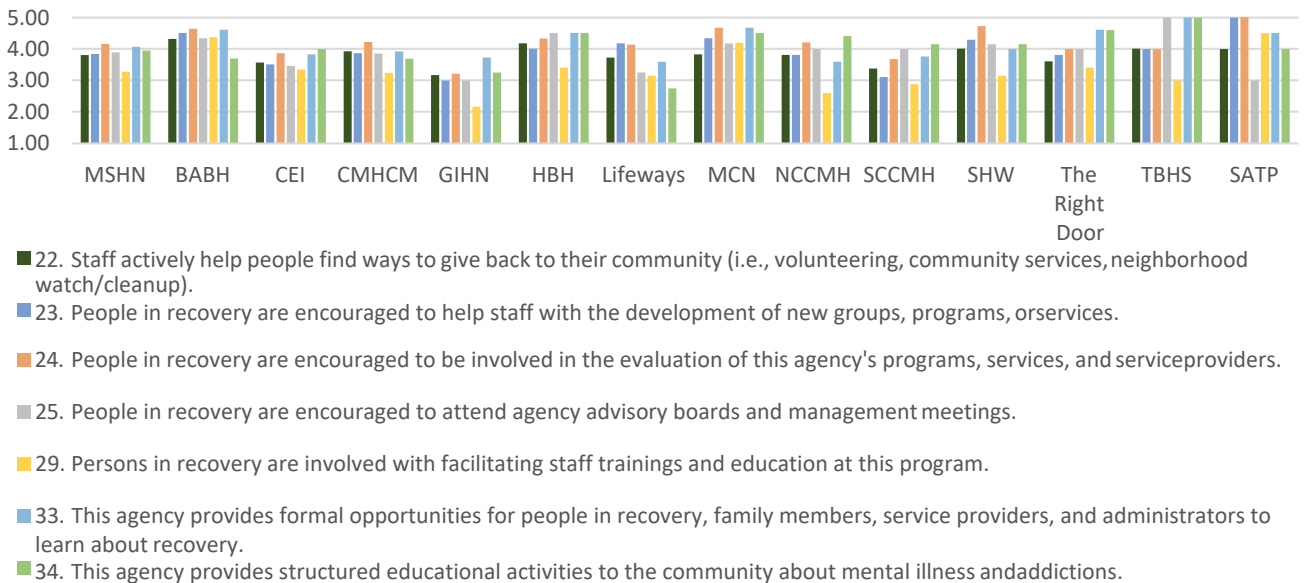 5.00
4.00
3.00
2.00
1.00
MSHN BABH CEI CMHCM GIHN HBH Lifeways MCN NCCMH SCCMH SHW The Right Door TBHS SATP
22. Staff actively help people find ways to give back to their community (i.e., volunteering, community services, neighborhood
watch/cleanup).
23. People in recovery are encouraged to help staff with the development of new groups, programs, orservices.
24. People in recovery are encouraged to be involved in the evaluation of this agency's programs, services, and serviceproviders.
25. People in recovery are encouraged to attend agency advisory boards and management meetings.
29. Persons in recovery are involved with facilitating staff trainings and education at this program.
33. This agency provides formal opportunities for people in recovery, family members, service providers, and administrators to
learn about recovery.
34. This agency provides structured educational activities to the community about mental illness andaddictions.